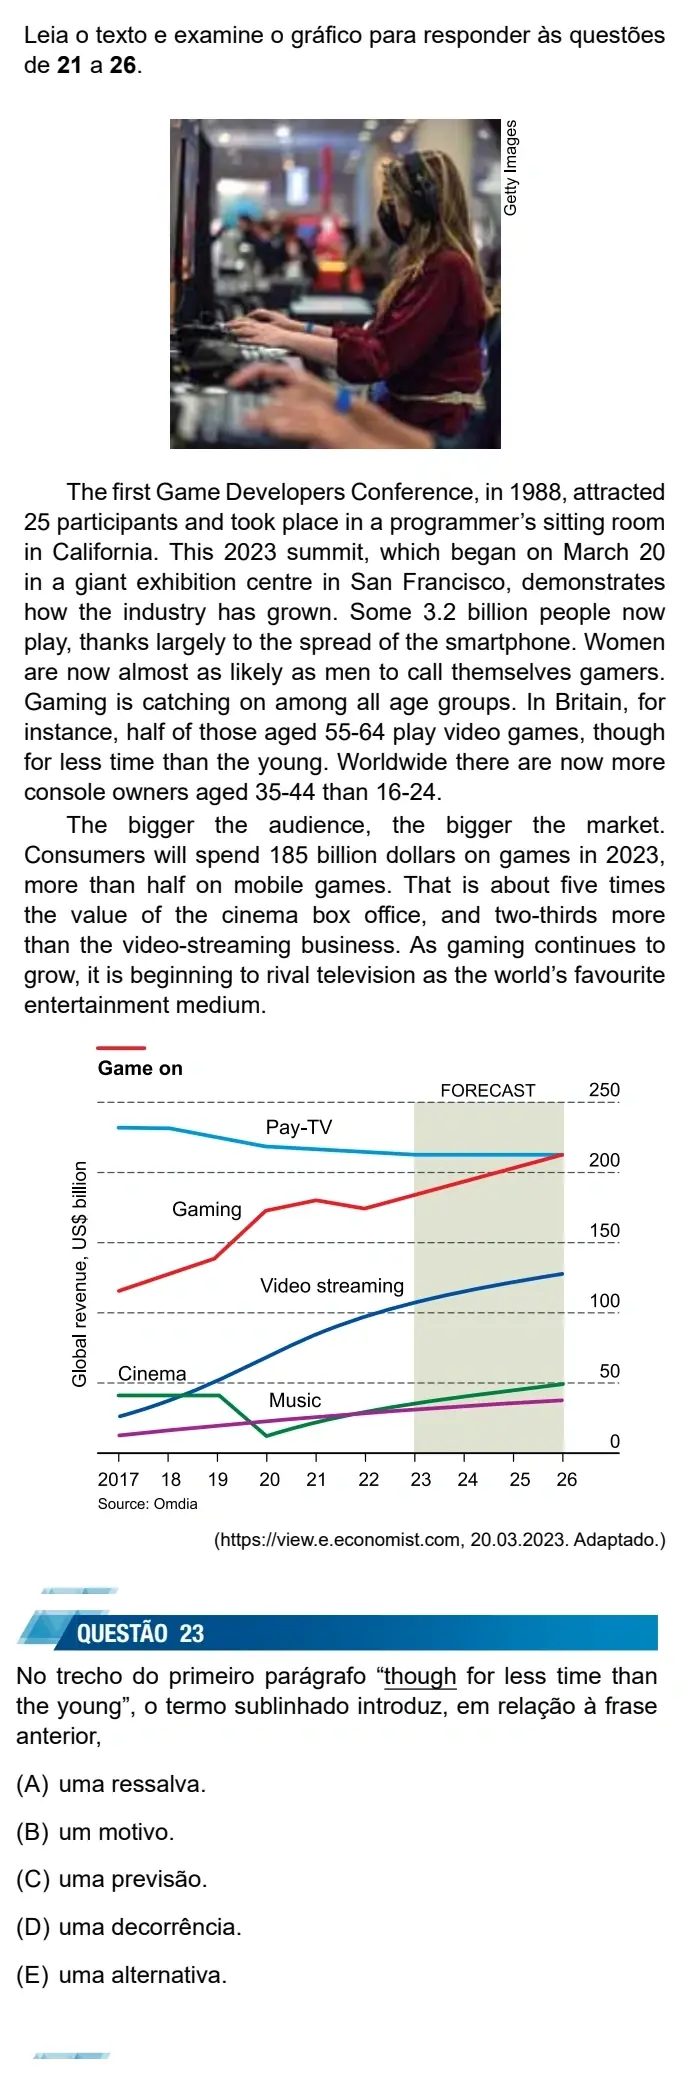 Leia o texto e examine o gráfico para responder às questões
de 21 a 26.
Getty Images
The first Game Developers Conference, in 1988, attracted
25 participants and took place in a programmer’s sitting room
in California. This 2023 summit, which began on March 20
in a giant exhibition centre in San Francisco, demonstrates
how the industry has grown. Some 3.2 billion people now
play, thanks largely to the spread of the smartphone. Women
are now almost as likely as men to call themselves gamers.
Gaming is catching on among all age groups. In Britain, for
instance, half of those aged 55-64 play video games, though
for less time than the young. Worldwide there are now more
console owners aged 35-44 than 16-24.
The bigger the audience, the bigger the market.
Consumers will spend 185 billion dollars on games in 2023,
more than half on mobile games. That is about five times
the value of the cinema box office, and two-thirds more
than the video-streaming business. As gaming continues to
grow, it is beginning to rival television as the world’s favourite
entertainment medium.
Game on
FORECAST 250
Pay-TV
200
Gaming
150
Video streaming
100
Cinema
50
Music
0
Global revenue, US$ billion
2017 18 19 20 21 22 23 24 25 26
Source: Omdia
(https://view.e.economist.com, 20.03.2023. Adaptado.)
QUESTÃO 23
No trecho do primeiro parágrafo “though for less time than
the young”, o termo sublinhado introduz, em relação à frase
anterior,
(A) uma ressalva.
(B) um motivo.
(C) uma previsão.
(D) uma decorrência.
(E) uma alternativa.